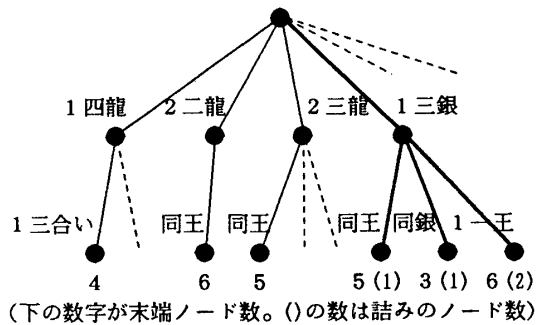 1四龍 2二龍 2三龍 1三銀
1三合い 同王 同王 同王 同銀 1一王
4 6 5 5(1) 3(1) 6(2)
(下の数字が末端ノード数。()の数は詰みのノード数)